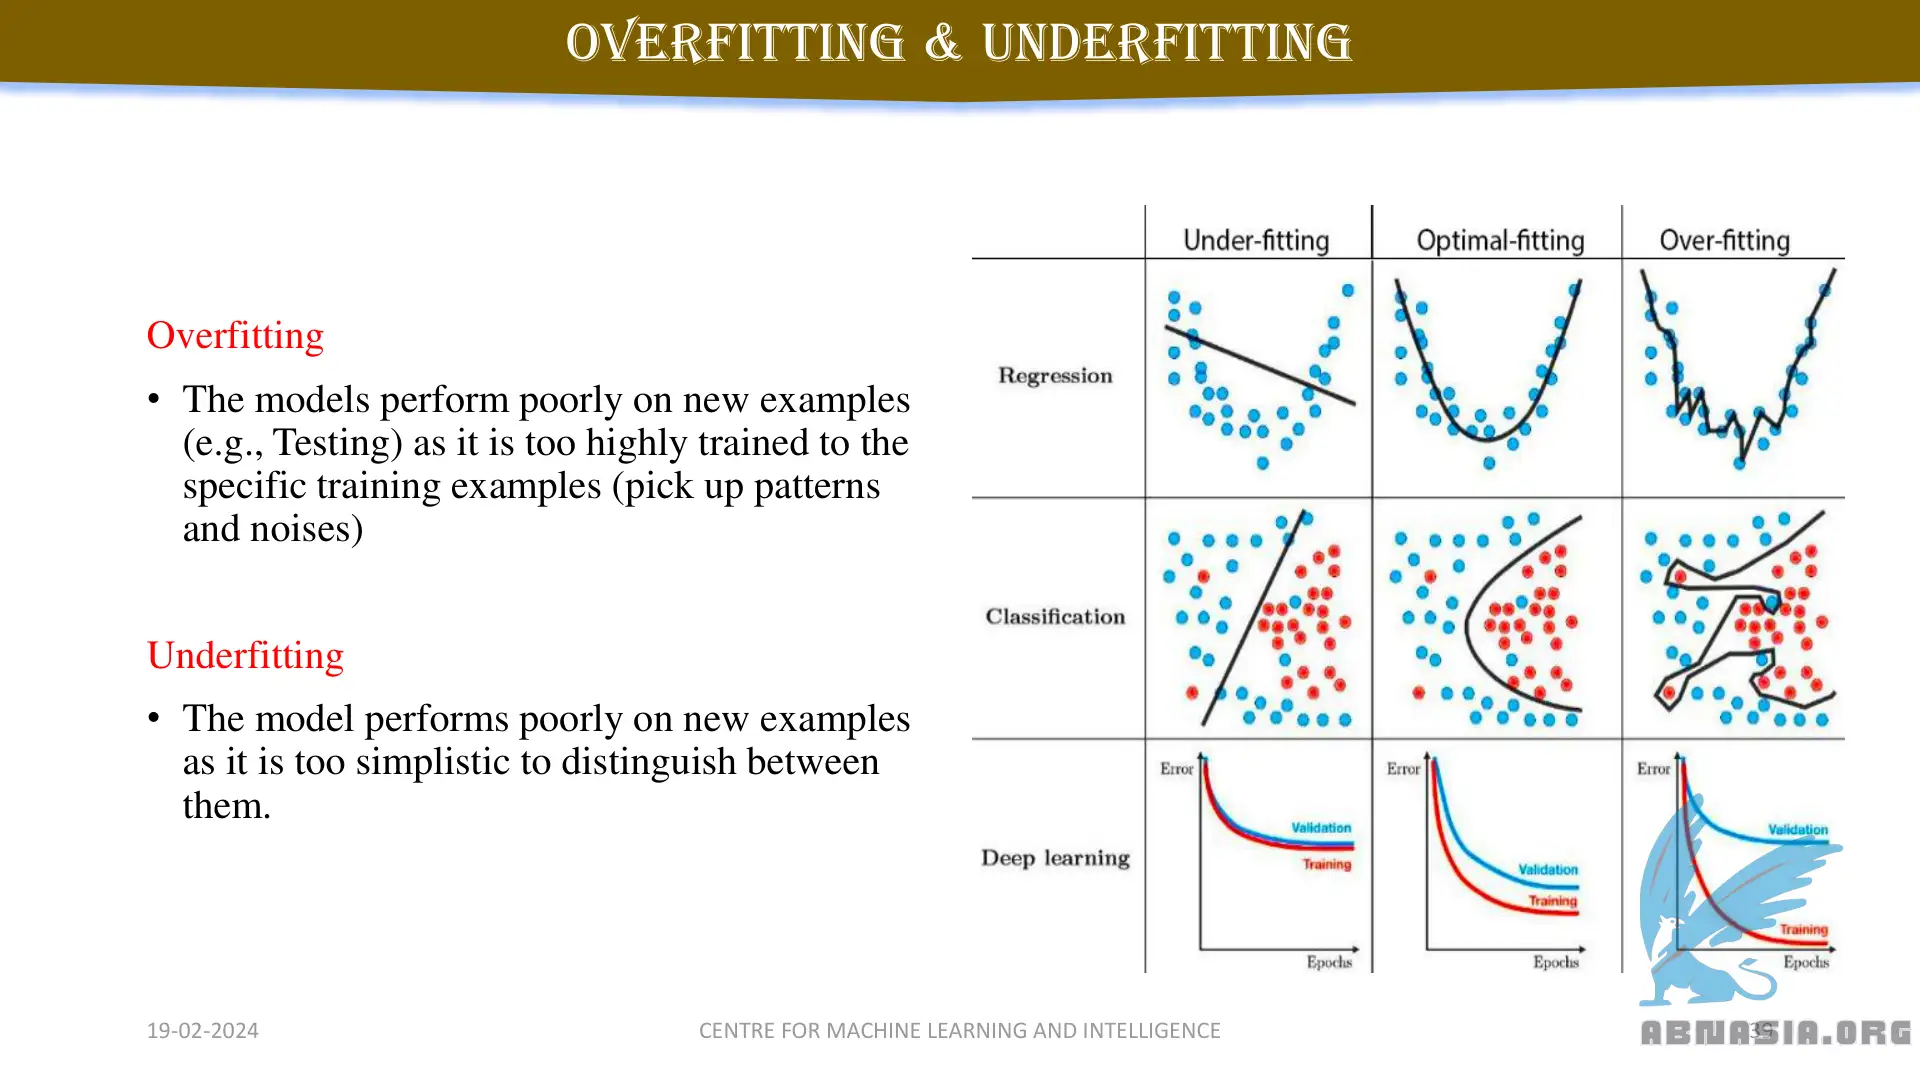 OVERFITTING & UNDERFITTING
Overfitting
• The models perform poorly on new examples
(e.g., Testing) as it is too highly trained to the
specific training examples (pick up patterns
and noises)
Underfitting
• The model performs poorly on new examples
as it is too simplistic to distinguish between
them.
Under-fitting Optimal-fitting Over-fitting
Regression
Classification
Deep learning
Error
Validation
Training
Epochs
Error
Validation
Training
Epochs
Error
Validation
Training
Epochs
19-02-2024
CENTRE FOR MACHINE LEARNING AND INTELLIGENCE
ABNASIA.ORG